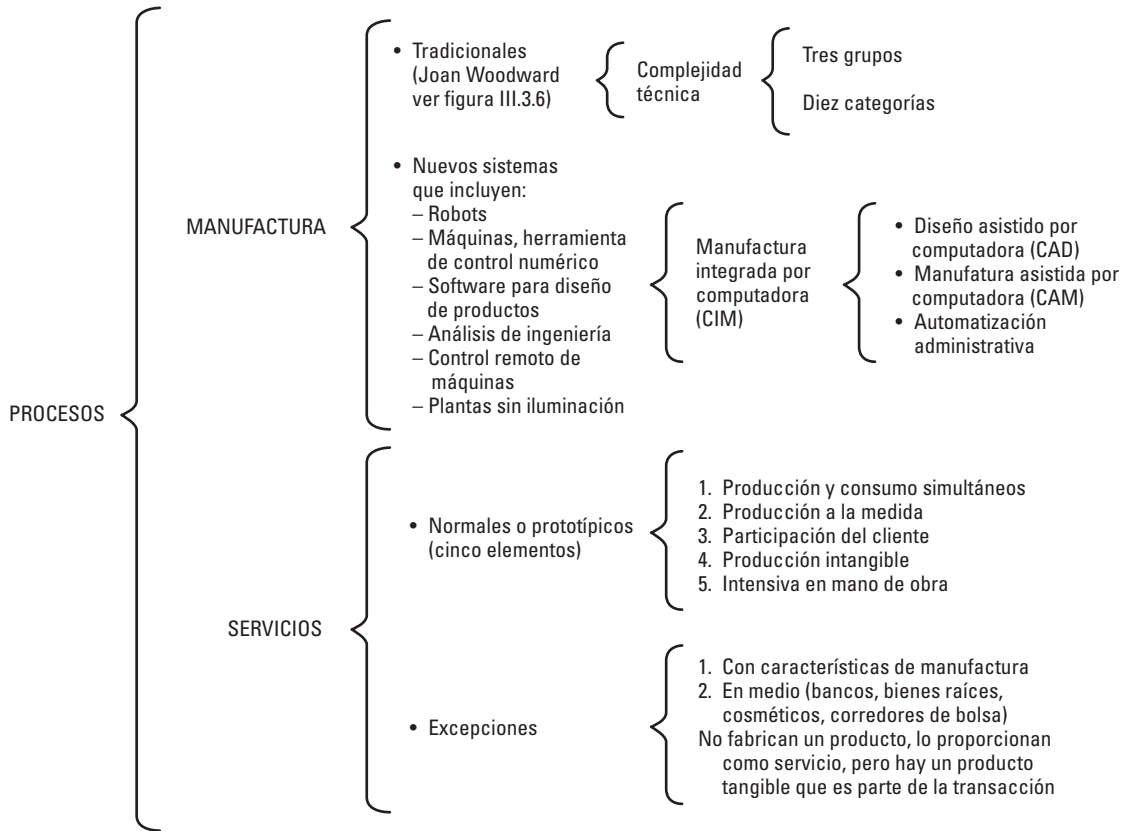 PROCESOS
MANUFACTURA
• Tradicionales
(Joan Woodward
ver figura III.3.6)
Complejidad
técnica
Tres grupos
Diez categorías
• Nuevos sistemas
que incluyen:
– Robots
– Máquinas, herramienta
de control numérico
– Software para diseño
de productos
– Análisis de ingeniería
– Control remoto de
máquinas
– Plantas sin iluminación
Manufactura
integrada por
computadora
(CIM)
• Diseño asistido por
computadora (CAD)
• Manufatura asistida por
computadora (CAM)
• Automatización
administrativa
SERVICIOS
• Normales o prototípicos
(cinco elementos)
1. Producción y consumo simultáneos
2. Producción a la medida
3. Participación del cliente
4. Producción intangible
5. Intensiva en mano de obra
• Excepciones
1. Con características de manufactura
2. En medio (bancos, bienes raíces,
cosméticos, corredores de bolsa)
No fabrican un producto, lo proporcionan
como servicio, pero hay un producto
tangible que es parte de la transacción